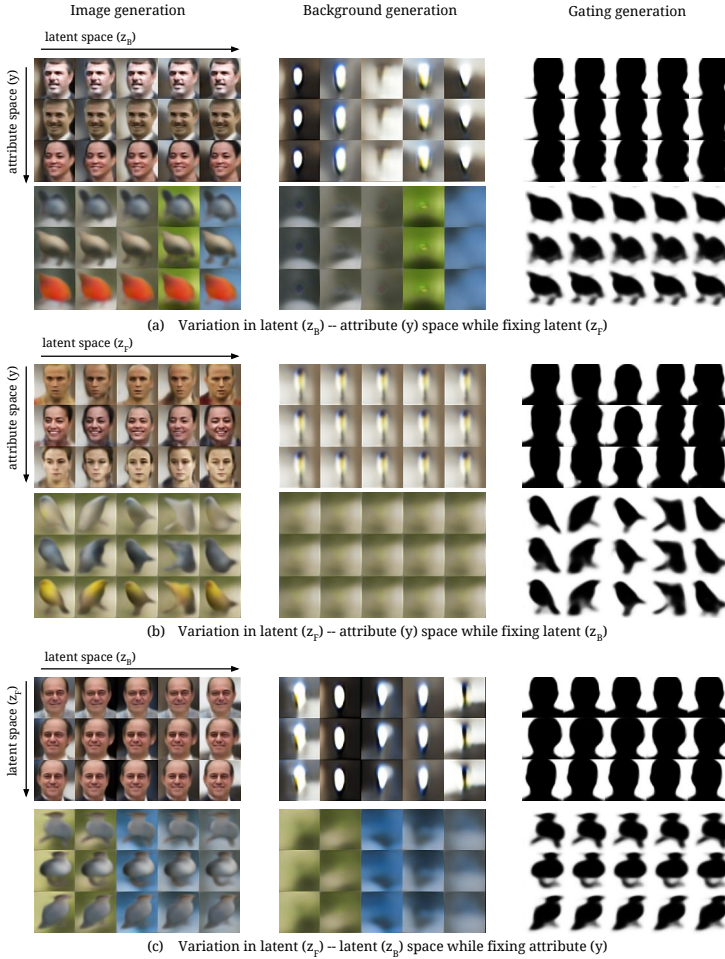 Image generation
Background generation
Gating generation
latent space (z_B)
attribute space (y)
(a) Variation in latent (z_B) -- attribute (y) space while fixing latent (z_F)
latent space (z_F)
attribute space (y)
(b) Variation in latent (z_F) -- attribute (y) space while fixing latent (z_B)
latent space (z_B)
latent space (z_F)
(c) Variation in latent (z_F) -- latent (z_B) space while fixing attribute (y)